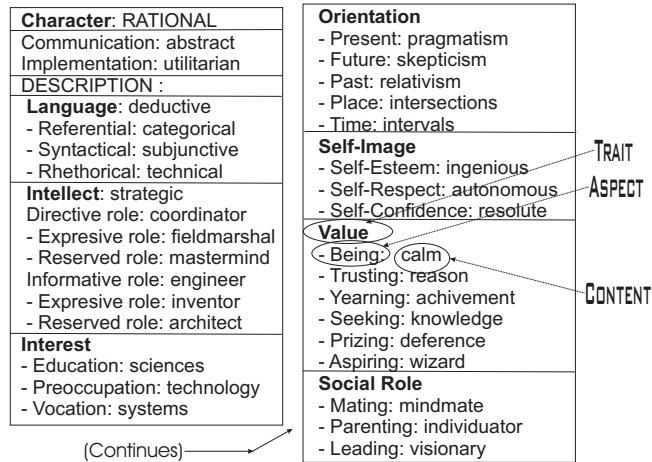 Character: RATIONAL
Communication: abstract
Implementation: utilitarian
DESCRIPTION :
Language: deductive
- Referential: categorical
- Syntactical: subjunctive
- Rhethorical: technical
Intellect: strategic
Directive role: coordinator
- Expresive role: fieldmarshal
- Reserved role: mastermind
Informative role: engineer
- Expresive role: inventor
- Reserved role: architect
Interest
- Education: sciences
- Preoccupation: technology
- Vocation: systems
(Continues)
Orientation
- Present: pragmatism
- Future: skepticism
- Past: relativism
- Place: intersections
- Time: intervals
Self-Image
- Self-Esteem: ingenious
- Self-Respect: autonomous
- Self-Confidence: resolute
Value
- Being: calm
- Trusting: reason
- Yearning: achivement
- Seeking: knowledge
- Prizing: deference
- Aspiring: wizard
Social Role
- Mating: mindmate
- Parenting: individuator
- Leading: visionary
TRAIT
ASPECT
CONTENT